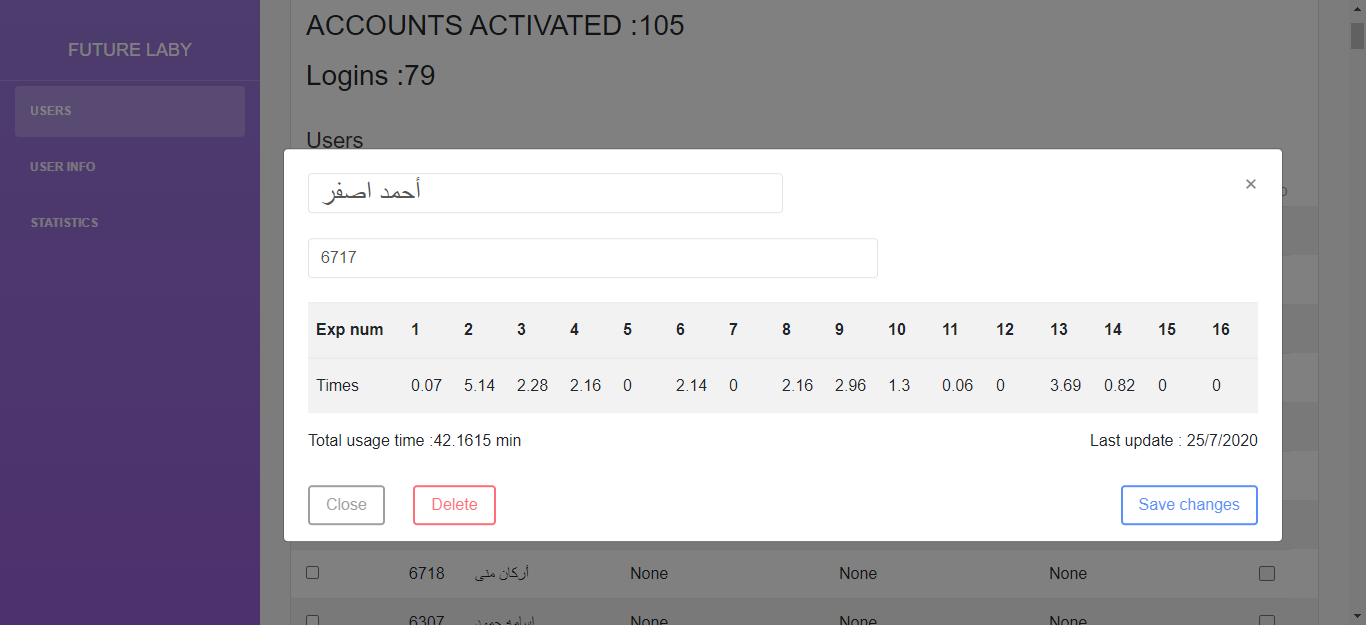 FUTURE LABY
USERS
USER INFO
STATISTICS
ACCOUNTS ACTIVATED :105
Logins :79
Users
أحمد اصفر
×
6717
Exp num 1 2 3 4 5 6 7 8 9 10 11 12 13 14 15 16
Times 0.07 5.14 2.28 2.16 0 2.14 0 2.16 2.96 1.3 0.06 0 3.69 0.82 0 0
Total usage time :42.1615 min Last update : 25/7/2020
Close Delete Save changes
6718 أركان منى None None None
6307 None None None